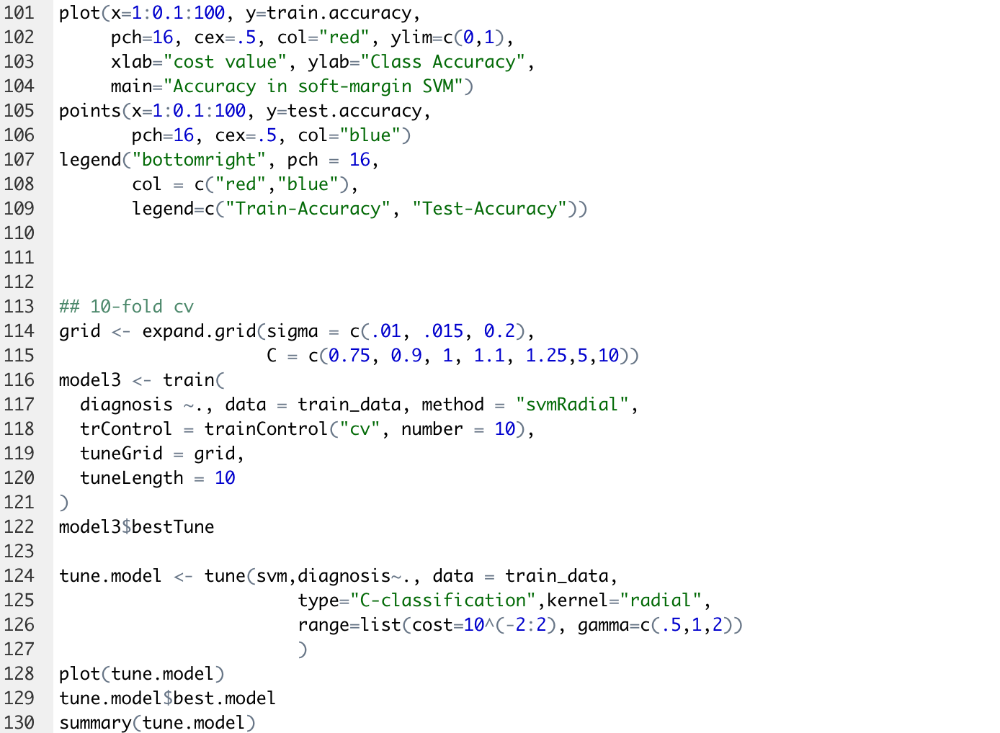 101 plot(x=1:0.1:100, y=train.accuracy,
102      pch=16, cex=.5, col="red", ylim=c(0,1),
103      xlab="cost value", ylab="Class Accuracy",
104      main="Accuracy in soft-margin SVM")
105 points(x=1:0.1:100, y=test.accuracy,
106        pch=16, cex=.5, col="blue")
107 legend("bottomright", pch = 16,
108        col = c("red","blue"),
109        legend=c("Train-Accuracy", "Test-Accuracy"))
110
111
112
113 ## 10-fold cv
114 grid <- expand.grid(sigma = c(.01, .015, 0.2),
115                     C = c(0.75, 0.9, 1, 1.1, 1.25,5,10))
116 model3 <- train(
117   diagnosis ~., data = train_data, method = "svmRadial",
118   trControl = trainControl("cv", number = 10),
119   tuneGrid = grid,
120   tuneLength = 10
121 )
122 model3$bestTune
123
124 tune.model <- tune(svm,diagnosis~., data = train_data,
125                        type="C-classification",kernel="radial",
126                        range=list(cost=10^(-2:2), gamma=c(.5,1,2))
127                        )
128 plot(tune.model)
129 tune.model$best.model
130 summary(tune.model)